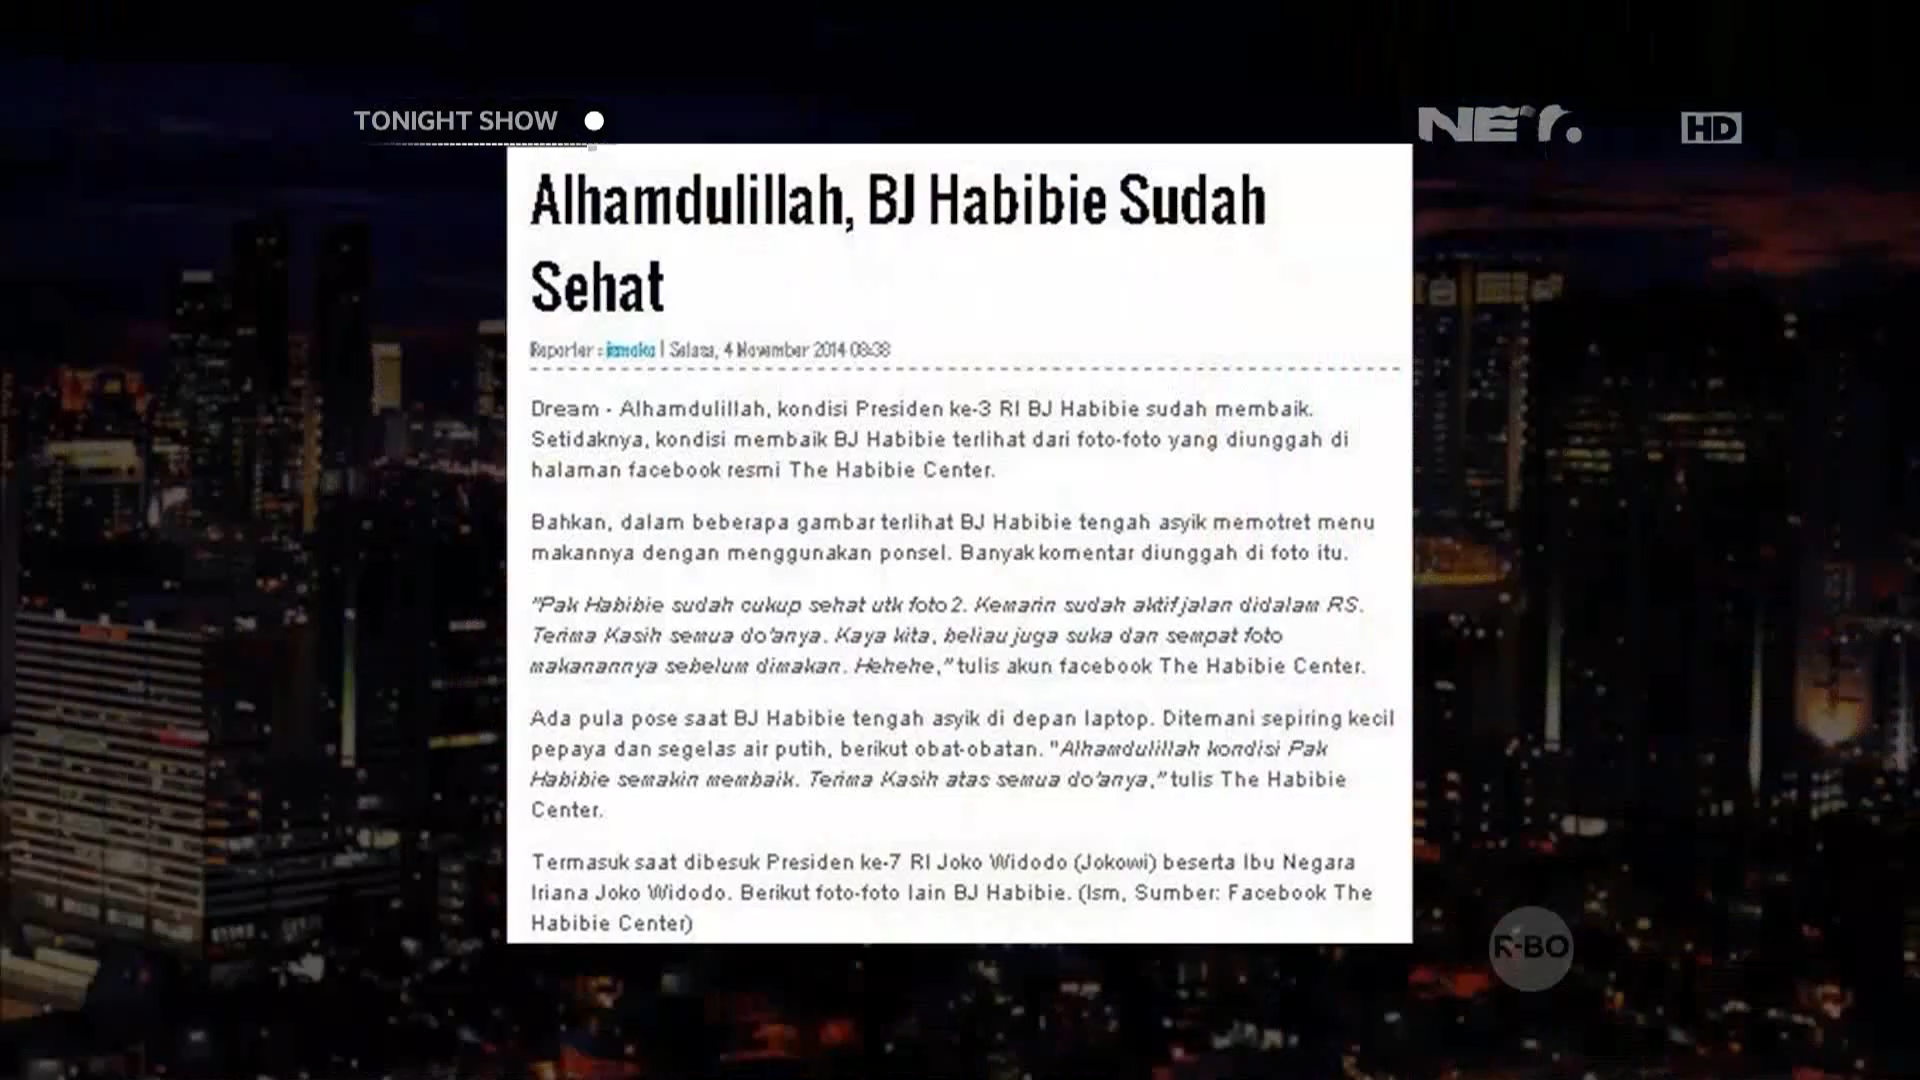 TONIGHT SHOW
NET.
HD
Alhamdulillah, BJ Habibie Sudah
Sehat
Reporter : | Selasa, 4 November 2014 08:38
Dream - Alhamdulillah, kondisi Presiden ke-3 RI BJ Habibie sudah membaik.
Setidaknya, kondisi membaik BJ Habibie terlihat dari foto-foto yang diunggah di
halaman facebook resmi The Habibie Center.
Bahkan, dalam beberapa gambar terlihat BJ Habibie tengah asyik memotret menu
makannya dengan menggunakan ponsel. Banyak komentar diunggah di foto itu.
"Pak Habibie sudah cukup sehat utk foto2. Kemarin sudah aktif jalan didalam RS.
Terima Kasih semua do'anya. Kaya kita, beliau juga suka dan sempat foto
makanannya sebelum dimakan. Hehehe," tulis akun facebook The Habibie Center.
Ada pula pose saat BJ Habibie tengah asyik di depan laptop. Ditemani sepiring kecil
pepaya dan segelas air putih, berikut obat-obatan. "Alhamdulillah kondisi Pak
Habibie semakin membaik. Terima Kasih atas semua do'anya," tulis The Habibie
Center.
Termasuk saat dibesuk Presiden ke-7 RI Joko Widodo (Jokowi) beserta Ibu Negara
Iriana Joko Widodo. Berikut foto-foto lain BJ Habibie. (Ism, Sumber: Facebook The
Habibie Center)
R-BO